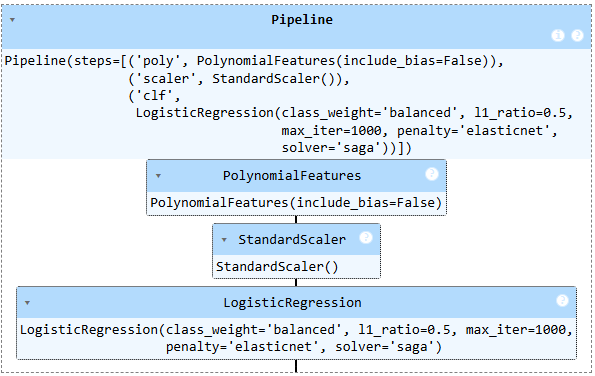 Pipeline
Pipeline(steps=[('poly', PolynomialFeatures(include_bias=False)),
('scaler', StandardScaler()),
('clf',
LogisticRegression(class_weight='balanced', l1_ratio=0.5,
max_iter=1000, penalty='elasticnet',
solver='saga'))])
PolynomialFeatures
PolynomialFeatures(include_bias=False)
StandardScaler
StandardScaler()
LogisticRegression
LogisticRegression(class_weight='balanced', l1_ratio=0.5, max_iter=1000,
penalty='elasticnet', solver='saga')